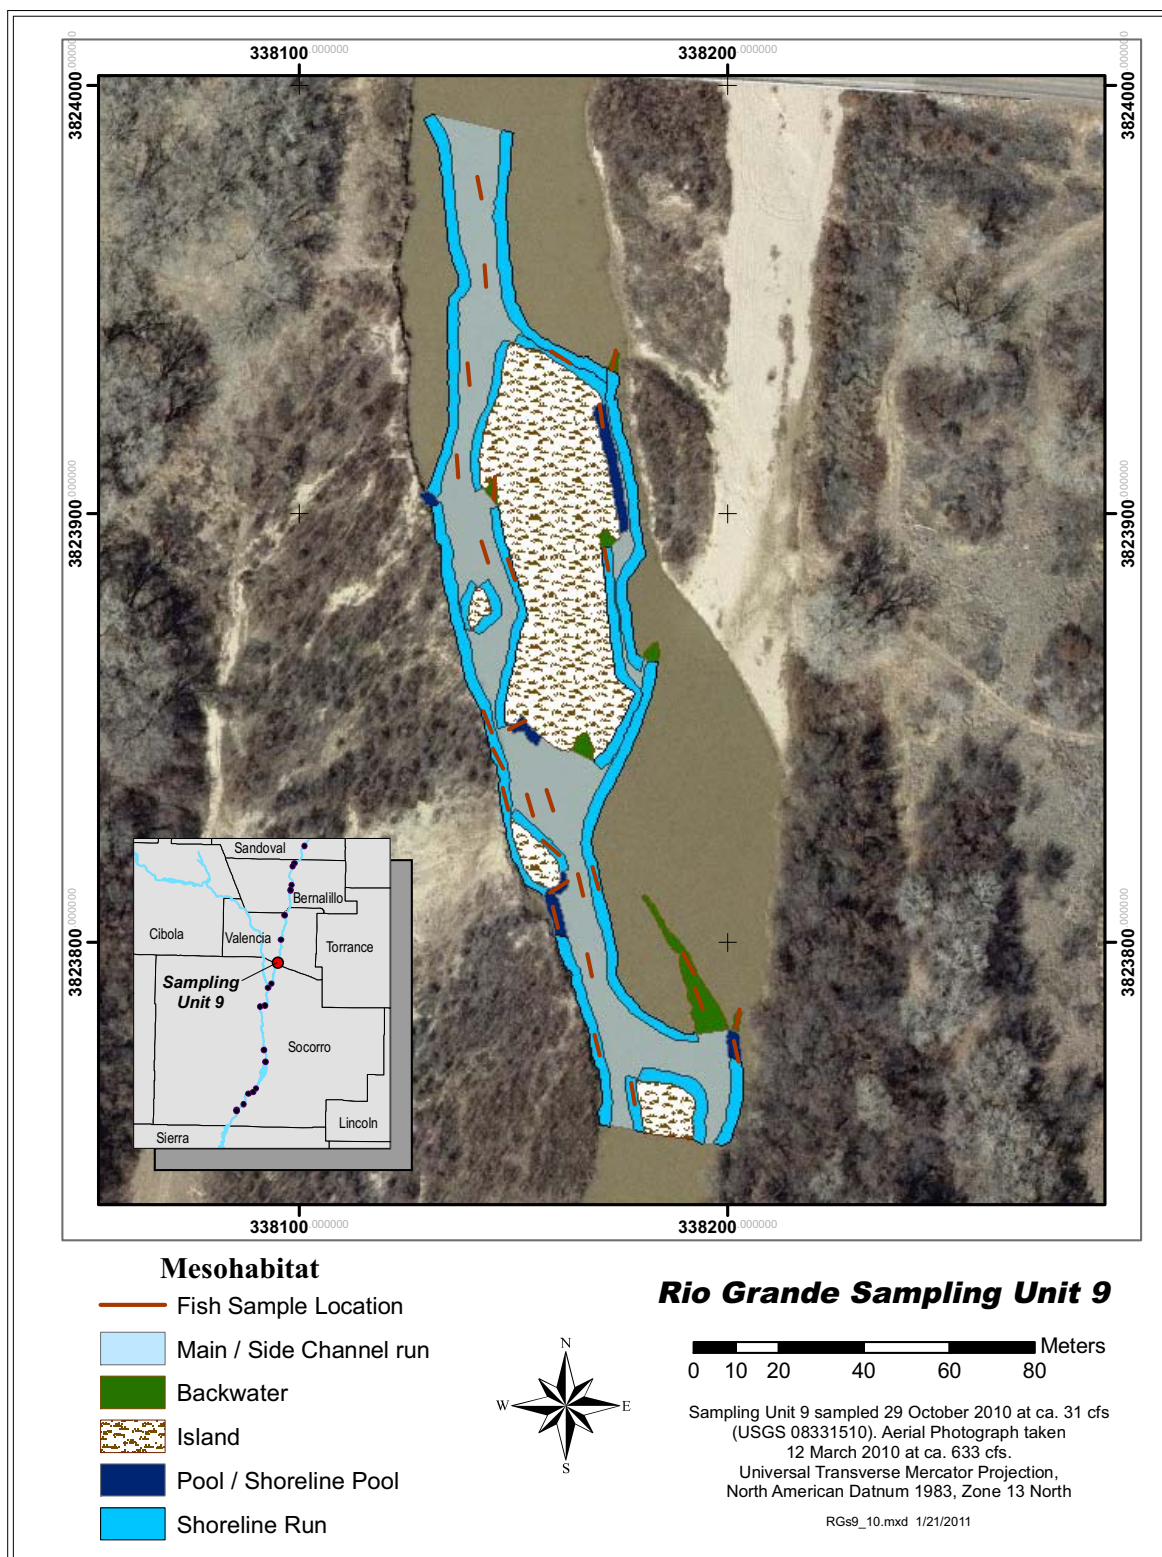 338100.000000 338200.000000
3824000.000000 3824000.000000
3823900.000000 3823900.000000
3823800.000000 3823800.000000
Sandoval
Bernalillo
Cibola
Valencia
Torrance
Sampling
Unit 9
Socorro
Lincoln
Sierra
338100.000000 338200.000000
Mesohabitat
Fish Sample Location
Main / Side Channel run
Backwater
Island
Pool / Shoreline Pool
Shoreline Run
N
W E
S
Rio Grande Sampling Unit 9
Meters
0 10 20 40 60 80
Sampling Unit 9 sampled 29 October 2010 at ca. 31 cfs
(USGS 08331510). Aerial Photograph taken
12 March 2010 at ca. 633 cfs.
Universal Transverse Mercator Projection,
North American Datnum 1983, Zone 13 North
RGs9_10.mxd 1/21/2011